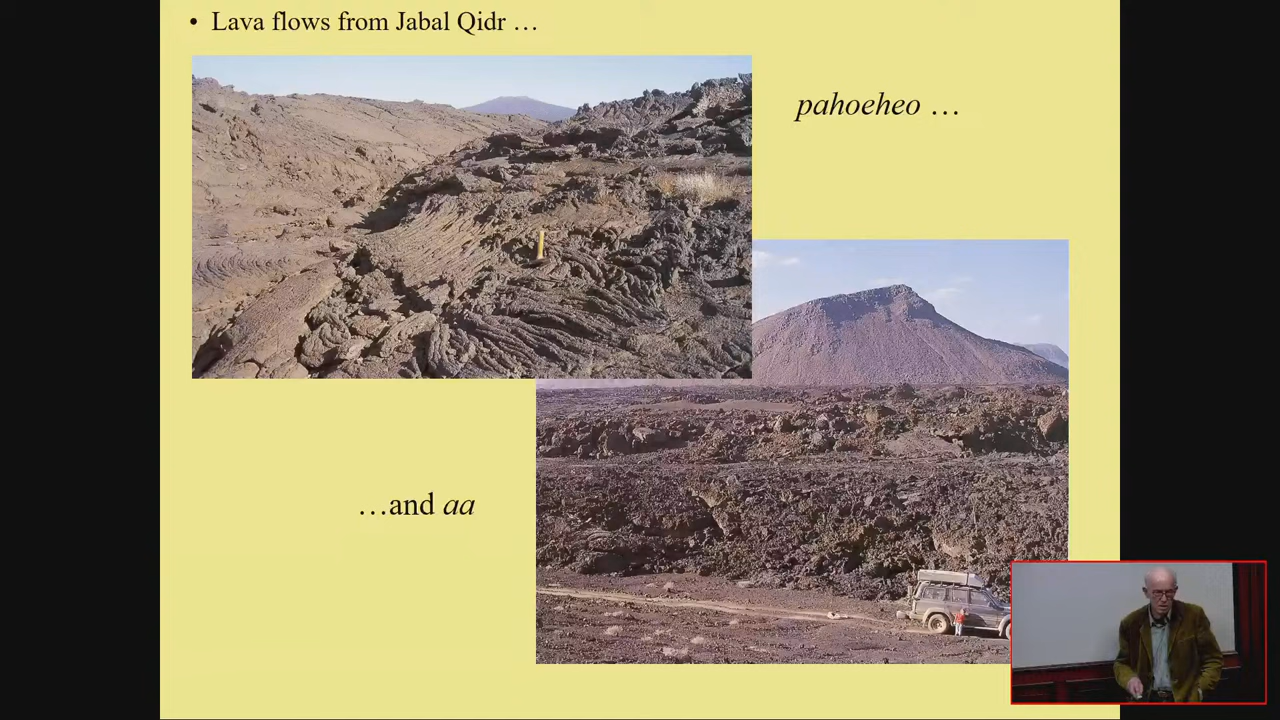 • Lava flows from Jabal Qidr …
pahoeheo …
…and aa